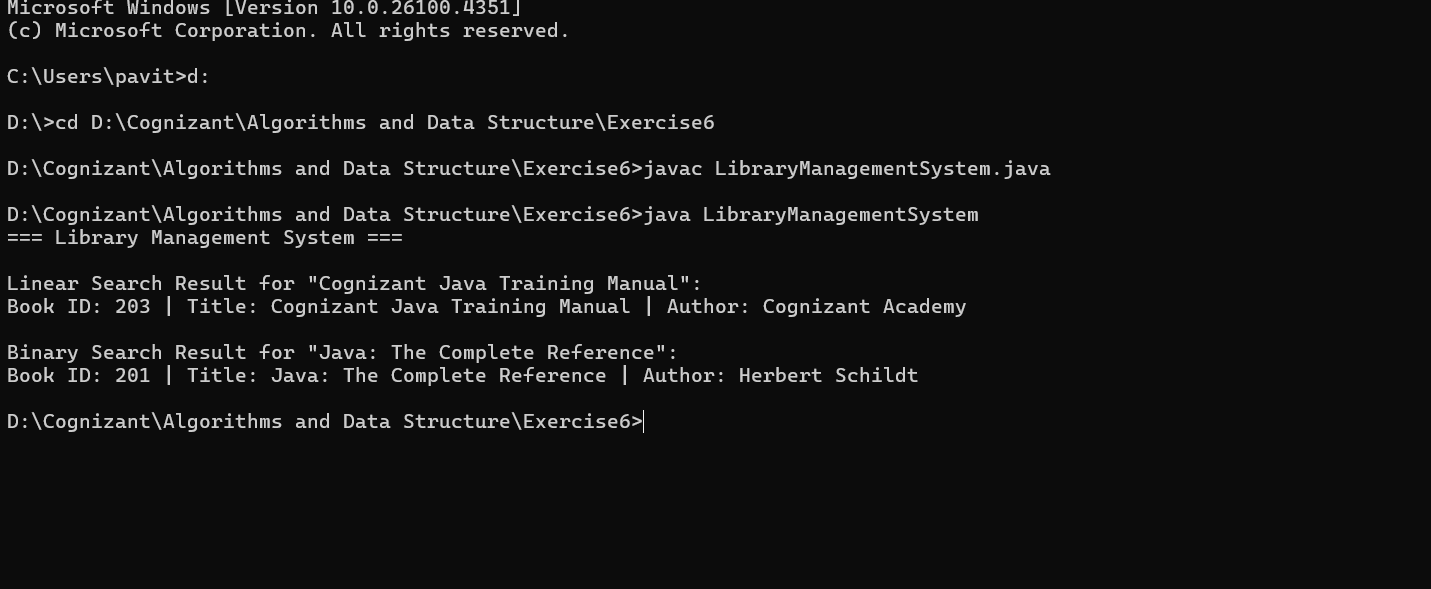 Microsoft Windows [Version 10.0.26100.4351]
(c) Microsoft Corporation. All rights reserved.
C:\Users\pavit>d:
D:\>cd D:\Cognizant\Algorithms and Data Structure\Exercise6
D:\Cognizant\Algorithms and Data Structure\Exercise6>javac LibraryManagementSystem.java
D:\Cognizant\Algorithms and Data Structure\Exercise6>java LibraryManagementSystem
=== Library Management System ===
Linear Search Result for "Cognizant Java Training Manual":
Book ID: 203 | Title: Cognizant Java Training Manual | Author: Cognizant Academy
Binary Search Result for "Java: The Complete Reference":
Book ID: 201 | Title: Java: The Complete Reference | Author: Herbert Schildt
D:\Cognizant\Algorithms and Data Structure\Exercise6>